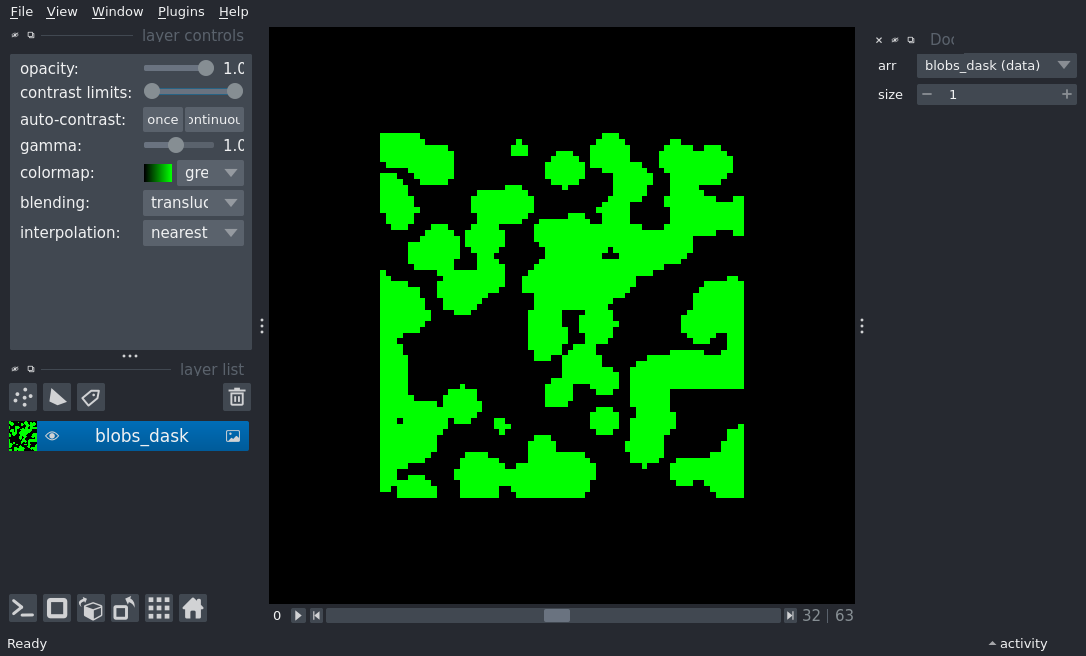 File View Window Plugins Help
layer controls
opacity: 1.0
contrast limits:
auto-contrast: once ontinuou
gamma: 1.0
colormap: gre
blending: transluc
interpolation: nearest
layer list
blobs_dask
0 32 | 63
Ready
Doc
arr blobs_dask (data)
size 1
activity